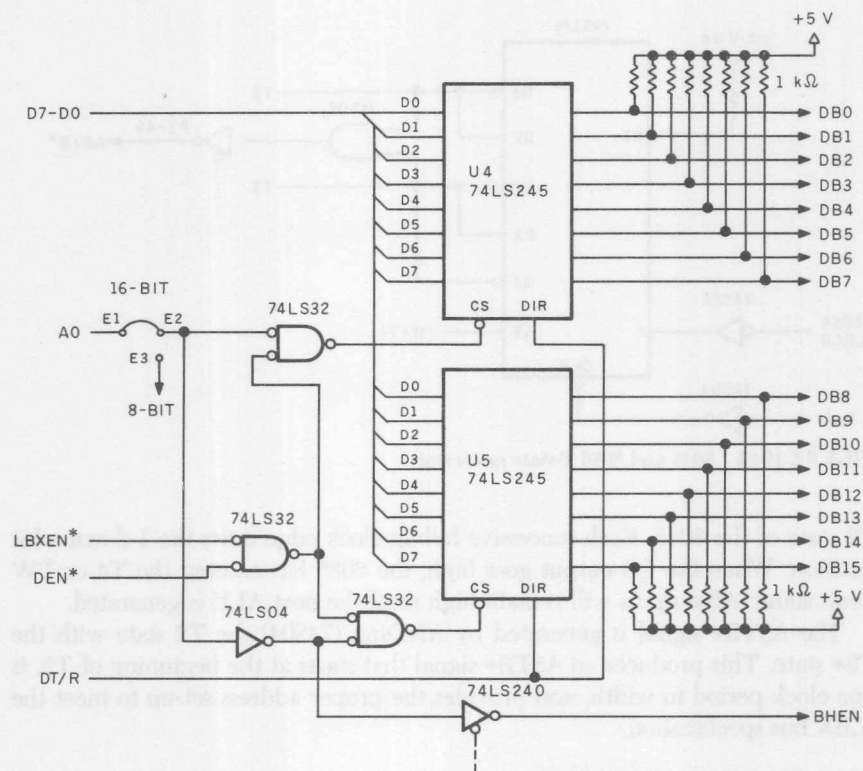 +5 V
1 kΩ
D7-D0
D0
D1
D2
D3
D4
D5
D6
D7
U4
74LS245
DB0
DB1
DB2
DB3
DB4
DB5
DB6
DB7
16-BIT
74LS32
CS DIR
A0
E1
E2
E3
8-BIT
D0
D1
D2
D3
D4
D5
D6
D7
U5
74LS245
DB8
DB9
DB10
DB11
DB12
DB13
DB14
DB15
74LS32
LBXEN*
DEN*
74LS32
CS DIR
1 kΩ
+5 V
74LS04
DT/R
74LS240
BHEN